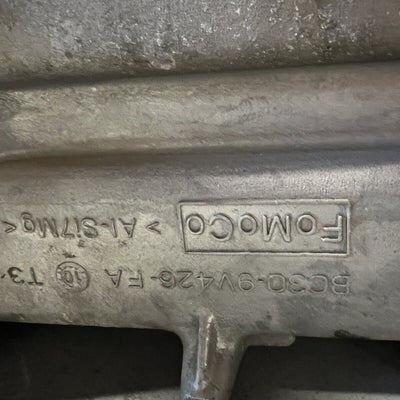 FoMoCo > Al-Si7Mg <
BC3Q-9V426-FA T3